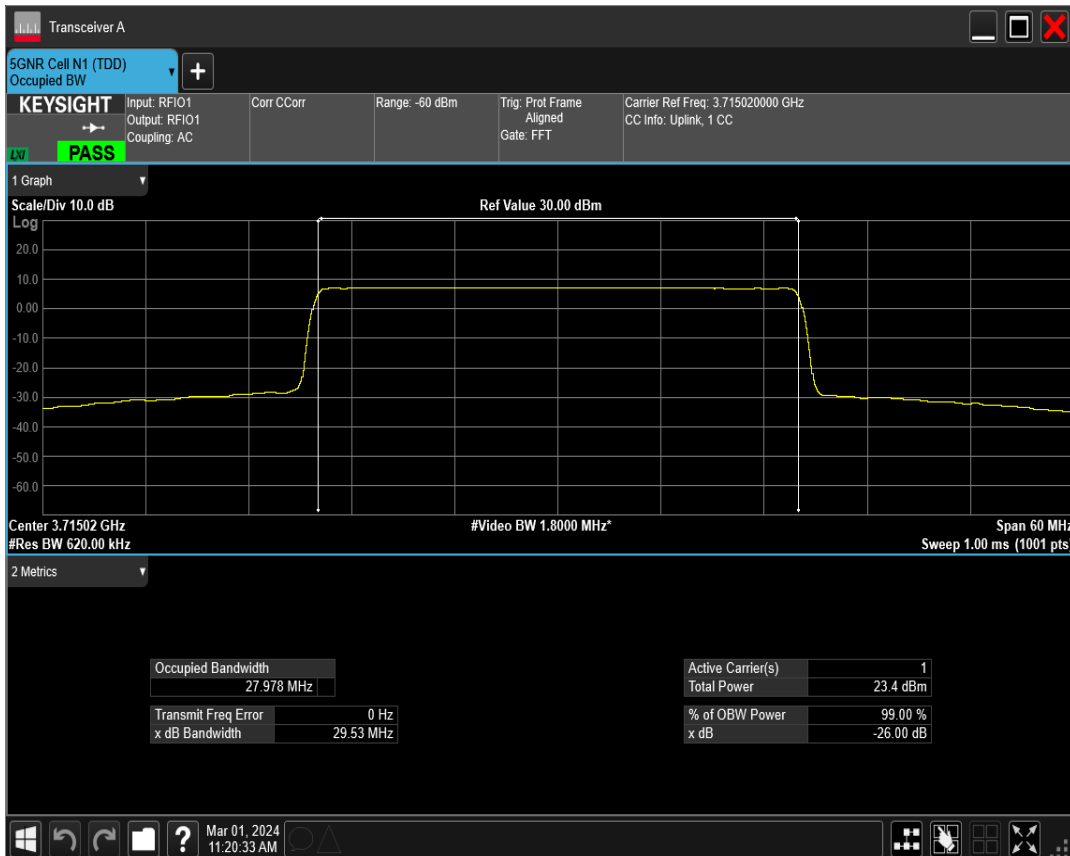 Transceiver A
5GNR Cell N1 (TDD)
Occupied BW
KEYSIGHT
LXI
PASS
Input: RFIO1
Output: RFIO1
Coupling: AC
Corr CCorr
Range: -60 dBm
Trig: Prot Frame
Aligned
Gate: FFT
Carrier Ref Freq: 3.715020000 GHz
CC Info: Uplink, 1 CC
1 Graph
Scale/Div 10.0 dB
Ref Value 30.00 dBm
Log
20.0
10.0
0.00
-10.0
-20.0
-30.0
-40.0
-50.0
-60.0
Center 3.71502 GHz
#Video BW 1.8000 MHz*
Span 60 MHz
#Res BW 620.00 kHz
Sweep 1.00 ms (1001 pts)
2 Metrics
Occupied Bandwidth
27.978 MHz
Transmit Freq Error 0 Hz
x dB Bandwidth 29.53 MHz
Active Carrier(s) 1
Total Power 23.4 dBm
% of OBW Power 99.00 %
x dB -26.00 dB
?
Mar 01, 2024
11:20:33 AM